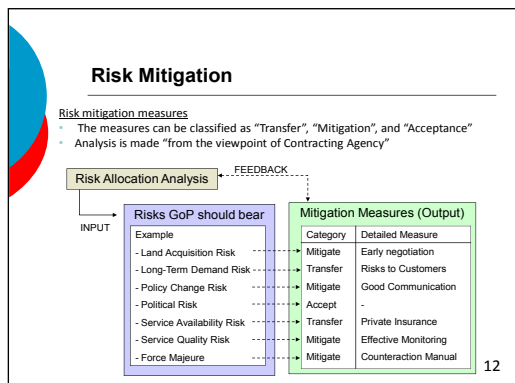 Risk Mitigation
Risk mitigation measures
• The measures can be classified as “Transfer”, “Mitigation”, and “Acceptance”
• Analysis is made “from the viewpoint of Contracting Agency”
FEEDBACK
Risk Allocation Analysis
INPUT
Risks GoP should bear
Example
- Land Acquisition Risk
- Long-Term Demand Risk
- Policy Change Risk
- Political Risk
- Service Availability Risk
- Service Quality Risk
- Force Majeure
Mitigation Measures (Output)
Category Detailed Measure
Mitigate Early negotiation
Transfer Risks to Customers
Mitigate Good Communication
Accept -
Transfer Private Insurance
Mitigate Effective Monitoring
Mitigate Counteraction Manual
12